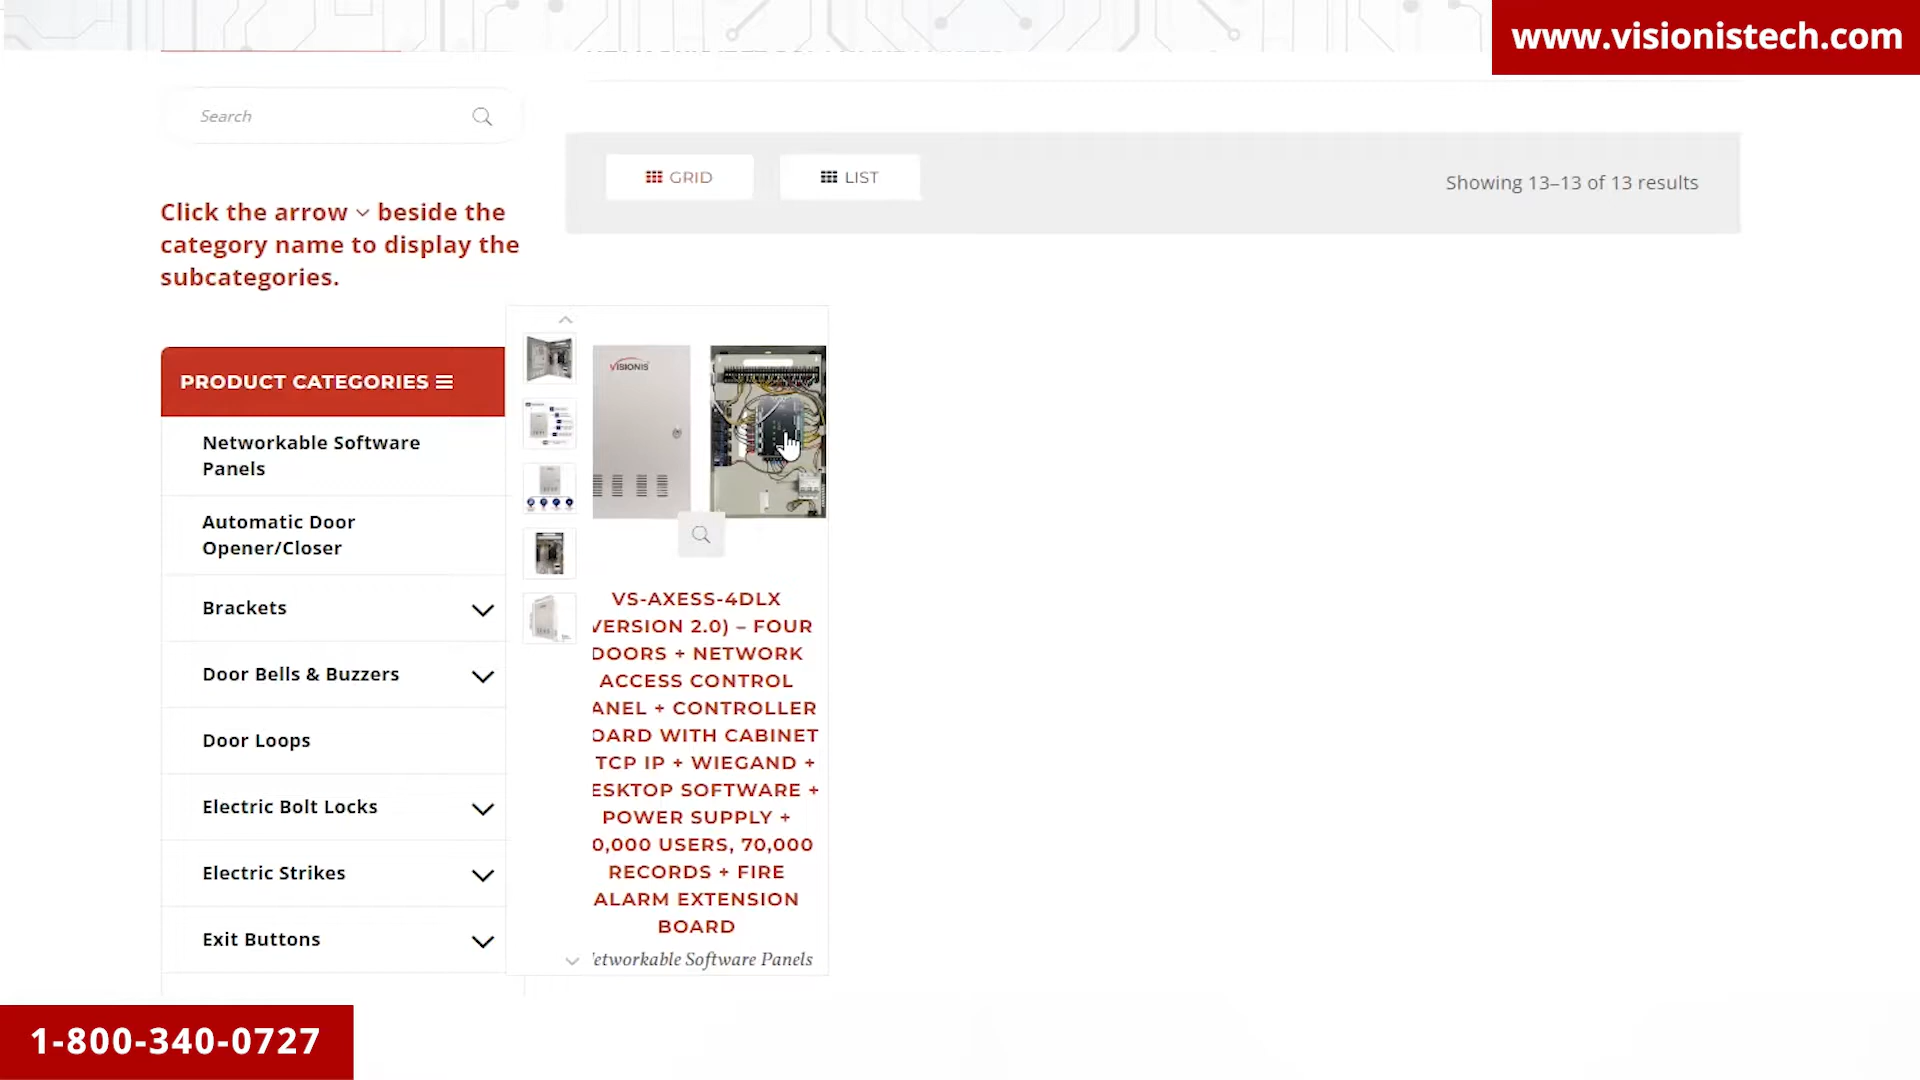 www.visionistech.com
Search
GRID
LIST
Showing 13–13 of 13 results
Click the arrow beside the
category name to display the
subcategories.
PRODUCT CATEGORIES
Networkable Software
Panels
Automatic Door
Opener/Closer
Brackets
Door Bells & Buzzers
Door Loops
Electric Bolt Locks
Electric Strikes
Exit Buttons
VISIONIS
VS-AXESS-4DLX
VERSION 2.0) – FOUR
DOORS + NETWORK
ACCESS CONTROL
ANEL + CONTROLLER
OARD WITH CABINET
TCP IP + WIEGAND +
ESKTOP SOFTWARE +
POWER SUPPLY +
0,000 USERS, 70,000
RECORDS + FIRE
ALARM EXTENSION
BOARD
etworkable Software Panels
1-800-340-0727